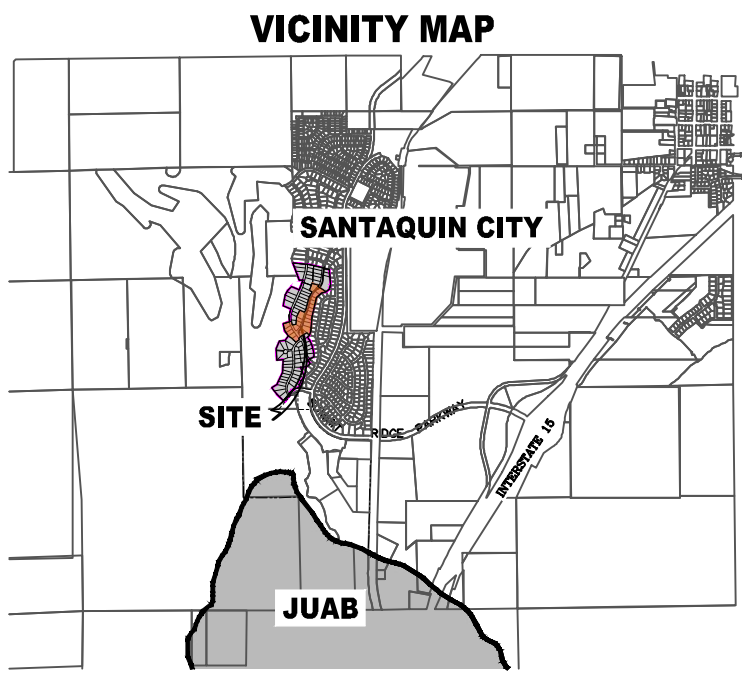 VICINITY MAP
SANTAQUIN CITY
SITE
RIDGE PARKWAY
INTERSTATE 15
JUAB